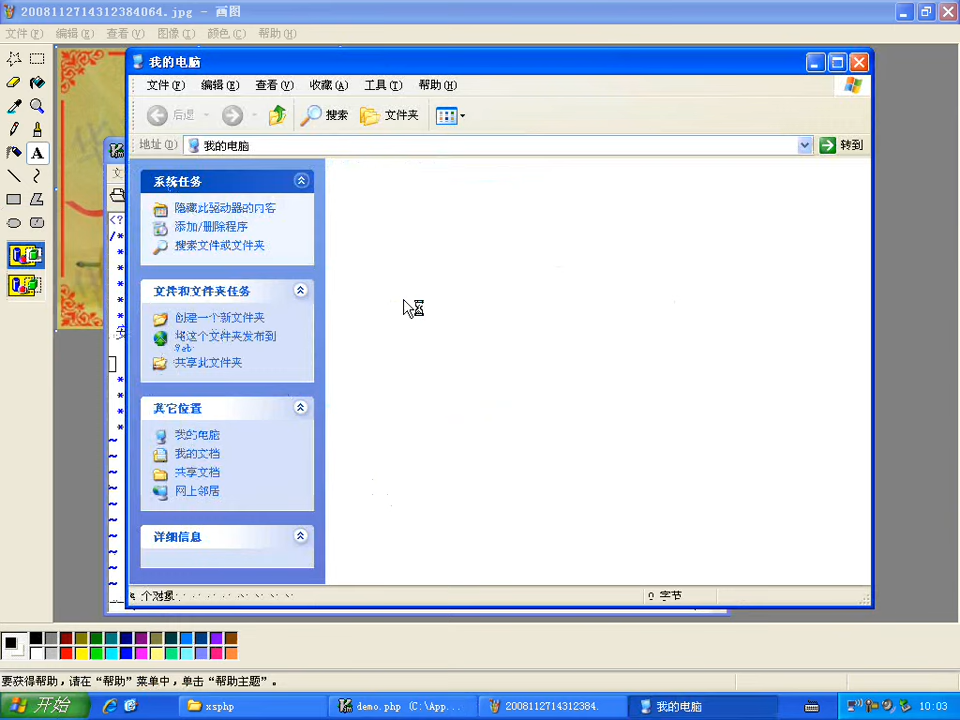 2008112714312384064.jpg - 画图
文件(F) 编辑(E) 查看(V) 图像(I) 颜色(C) 帮助(H)
我的电脑
文件(F) 编辑(E) 查看(V) 收藏(A) 工具(T) 帮助(H)
后退 搜索 文件夹
地址(D) 我的电脑 转到
系统任务
隐藏此驱动器的内容
添加/删除程序
搜索文件或文件夹
文件和文件夹任务
创建一个新文件夹
将这个文件夹发布到
Web
共享此文件夹
其它位置
我的电脑
我的文档
共享文档
网上邻居
详细信息
个对象 0 字节
<?
/*
*
*
*
*
*
*
*
*
*
~
~
~
~
~
~
~
~
~
~
要获得帮助,请在“帮助”菜单中,单击“帮助主题”。
开始 xsphp demo.php (C:\App... 2008112714312384. 我的电脑 10:03